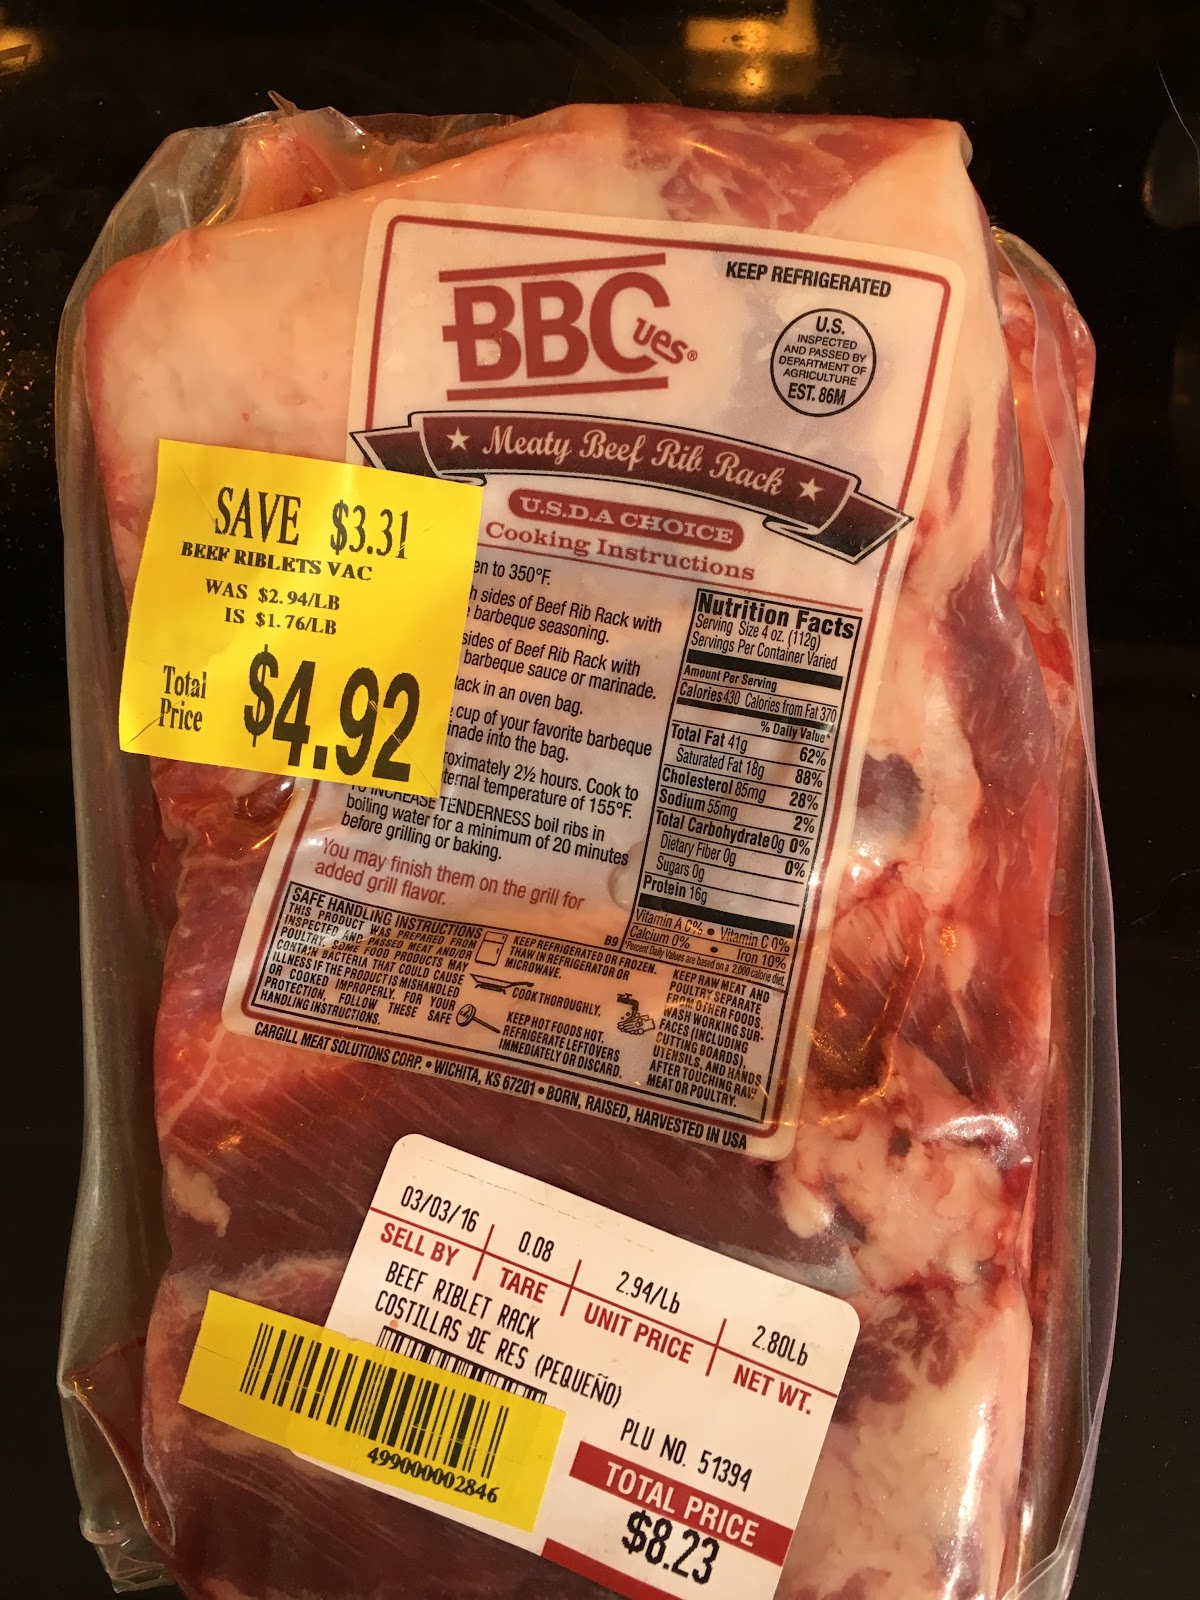 KEEP REFRIGERATED
BBCues®
U.S.
INSPECTED
AND PASSED BY
DEPARTMENT OF
AGRICULTURE
EST. 86M
★ Meaty Beef Rib Rack ★
U.S.D.A CHOICE
Cooking Instructions
SAVE $3.31
BEEF RIBLETS VAC
WAS $2.94/LB
IS $1.76/LB
Total
Price
$4.92
en to 350°F.
sides of Beef Rib Rack with
barbeque seasoning.
sides of Beef Rib Rack with
barbeque sauce or marinade.
in an oven bag.
cup of your favorite barbeque
inade into the bag.
roximately 2½ hours. Cook to
ternal temperature of 155°F.
TO INCREASE TENDERNESS boil ribs in
boiling water for a minimum of 20 minutes
before grilling or baking.
You may finish them on the grill for
added grill flavor.
Nutrition Facts
Serving Size 4 oz. (112g)
Servings Per Container Varied
Amount Per Serving
Calories 430 Calories from Fat 370
% Daily Value*
Total Fat 41g 62%
Saturated Fat 18g 88%
Cholesterol 85mg 28%
Sodium 55mg 2%
Total Carbohydrate 0g 0%
Dietary Fiber 0g 0%
Sugars 0g
Protein 16g
Vitamin A 0% • Vitamin C 0%
Calcium 0% • Iron 10%
*Percent Daily Values are based on a 2,000 calorie diet.
B9
SAFE HANDLING INSTRUCTIONS
THIS PRODUCT WAS PREPARED FROM
INSPECTED AND PASSED MEAT AND/OR
POULTRY. SOME FOOD PRODUCTS MAY
CONTAIN BACTERIA THAT COULD CAUSE
ILLNESS IF THE PRODUCT IS MISHANDLED
OR COOKED IMPROPERLY. FOR YOUR
PROTECTION, FOLLOW THESE SAFE
HANDLING INSTRUCTIONS.
KEEP REFRIGERATED OR FROZEN.
THAW IN REFRIGERATOR OR
MICROWAVE.
COOK THOROUGHLY.
KEEP HOT FOODS HOT.
REFRIGERATE LEFTOVERS
IMMEDIATELY OR DISCARD.
KEEP RAW MEAT AND
POULTRY SEPARATE
FROM OTHER FOODS.
WASH WORKING SUR-
FACES (INCLUDING
CUTTING BOARDS),
UTENSILS, AND HANDS
AFTER TOUCHING RAW
MEAT OR POULTRY.
CARGILL MEAT SOLUTIONS CORP. • WICHITA, KS 67201 • BORN, RAISED, HARVESTED IN USA
03/03/16 0.08 2.94/Lb 2.80Lb
SELL BY TARE UNIT PRICE NET WT.
BEEF RIBLET RACK
COSTILLAS DE RES (PEQUEÑO)
PLU NO. 51394
499000002846
TOTAL PRICE
$8.23